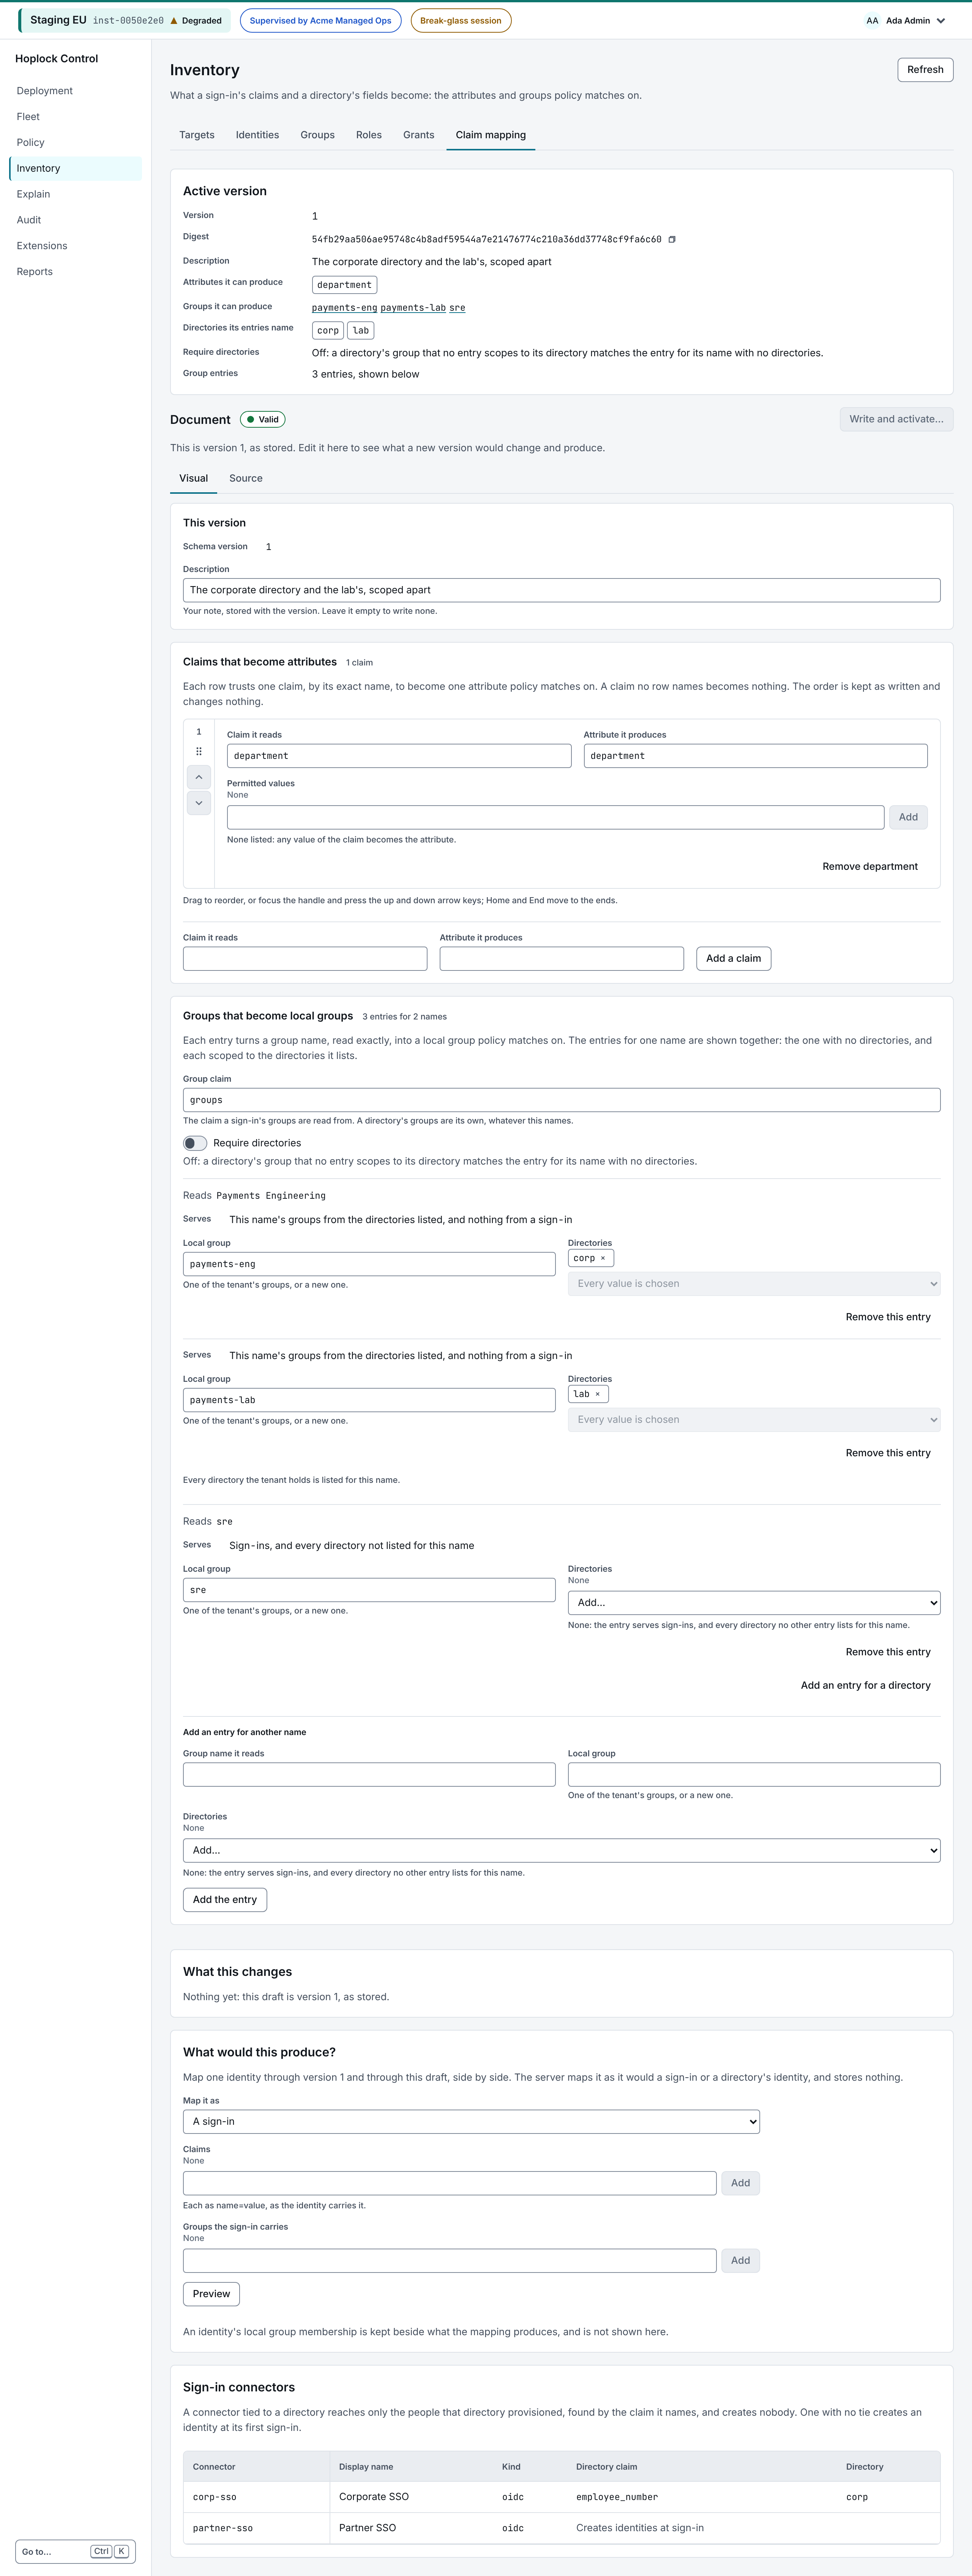 Staging EU inst-0050e2e0 Degraded Supervised by Acme Managed Ops Break-glass session AA Ada Admin
Hoplock Control
Deployment
Fleet
Policy
Inventory
Explain
Audit
Extensions
Reports
Go to... Ctrl K
Inventory
Refresh
What a sign-in's claims and a directory's fields become: the attributes and groups policy matches on.
Targets Identities Groups Roles Grants Claim mapping
Active version
Version 1
Digest 54fb29aa506ae95748c4b8adf59544a7e21476774c210a36dd37748cf9fa6c60
Description The corporate directory and the lab's, scoped apart
Attributes it can produce department
Groups it can produce payments-eng payments-lab sre
Directories its entries name corp lab
Require directories Off: a directory's group that no entry scopes to its directory matches the entry for its name with no directories.
Group entries 3 entries, shown below
Document Valid Write and activate...
This is version 1, as stored. Edit it here to see what a new version would change and produce.
Visual Source
This version
Schema version 1
Description
The corporate directory and the lab's, scoped apart
Your note, stored with the version. Leave it empty to write none.
Claims that become attributes 1 claim
Each row trusts one claim, by its exact name, to become one attribute policy matches on. A claim no row names becomes nothing. The order is kept as written and
changes nothing.
1
Claim it reads Attribute it produces
department department
Permitted values
None
Add
None listed: any value of the claim becomes the attribute.
Remove department
Drag to reorder, or focus the handle and press the up and down arrow keys; Home and End move to the ends.
Claim it reads Attribute it produces
Add a claim
Groups that become local groups 3 entries for 2 names
Each entry turns a group name, read exactly, into a local group policy matches on. The entries for one name are shown together: the one with no directories, and
each scoped to the directories it lists.
Group claim
groups
The claim a sign-in's groups are read from. A directory's groups are its own, whatever this names.
Require directories
Off: a directory's group that no entry scopes to its directory matches the entry for its name with no directories.
Reads Payments Engineering
Serves This name's groups from the directories listed, and nothing from a sign-in
Local group Directories
payments-eng corp ×
One of the tenant's groups, or a new one. Every value is chosen
Remove this entry
Serves This name's groups from the directories listed, and nothing from a sign-in
Local group Directories
payments-lab lab ×
One of the tenant's groups, or a new one. Every value is chosen
Remove this entry
Every directory the tenant holds is listed for this name.
Reads sre
Serves Sign-ins, and every directory not listed for this name
Local group Directories
None
sre Add...
One of the tenant's groups, or a new one. None: the entry serves sign-ins, and every directory no other entry lists for this name.
Remove this entry
Add an entry for a directory
Add an entry for another name
Group name it reads Local group
One of the tenant's groups, or a new one.
Directories
None
Add...
None: the entry serves sign-ins, and every directory no other entry lists for this name.
Add the entry
What this changes
Nothing yet: this draft is version 1, as stored.
What would this produce?
Map one identity through version 1 and through this draft, side by side. The server maps it as it would a sign-in or a directory's identity, and stores nothing.
Map it as
A sign-in
Claims
None
Add
Each as name=value, as the identity carries it.
Groups the sign-in carries
None
Add
Preview
An identity's local group membership is kept beside what the mapping produces, and is not shown here.
Sign-in connectors
A connector tied to a directory reaches only the people that directory provisioned, found by the claim it names, and creates nobody. One with no tie creates an
identity at its first sign-in.
Connector Display name Kind Directory claim Directory
corp-sso Corporate SSO oidc employee_number corp
partner-sso Partner SSO oidc Creates identities at sign-in